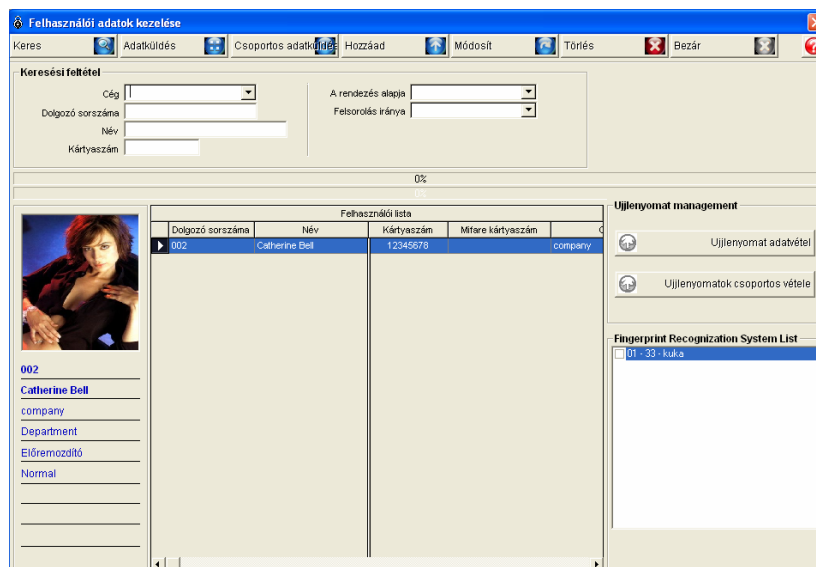 Felhasználói adatok kezelése
Keres Adatküldés Csoportos adatküldés Hozzáad Módosít Törlés Bezár
Keresési feltétel
Cég A rendezés alapja
Dolgozó sorszáma Felsorolás iránya
Név
Kártyaszám
0%
0%
Felhasználói lista
Dolgozó sorszáma Név Kártyaszám Mifare kártyaszám
002 Catherine Bell 12345678 company
002
Catherine Bell
company
Department
Előremozdító
Normal
Ujjlenyomat management
Ujjlenyomat adatvétel
Ujjlenyomatok csoportos vétele
Fingerprint Recognization System List
01 - 33 - kuka